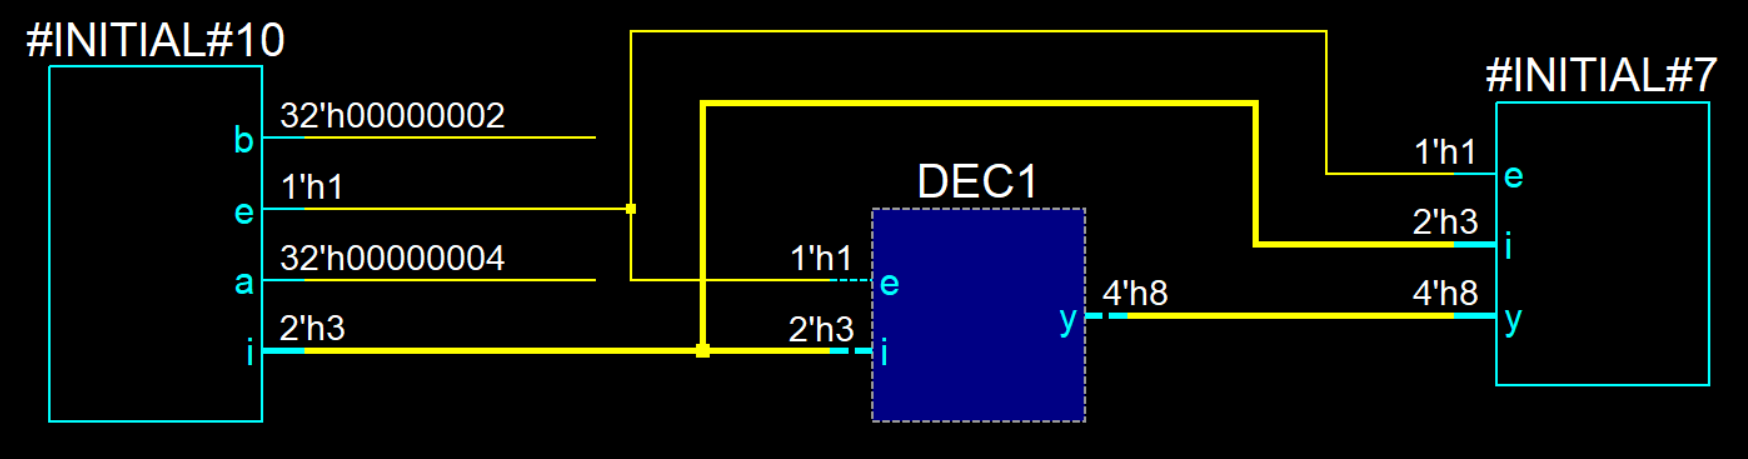 #INITIAL#10
b 32'h00000002
e 1'h1
a 32'h00000004
i 2'h3
DEC1
1'h1 e
2'h3 i
y 4'h8
#INITIAL#7
1'h1 e
2'h3 i
4'h8 y